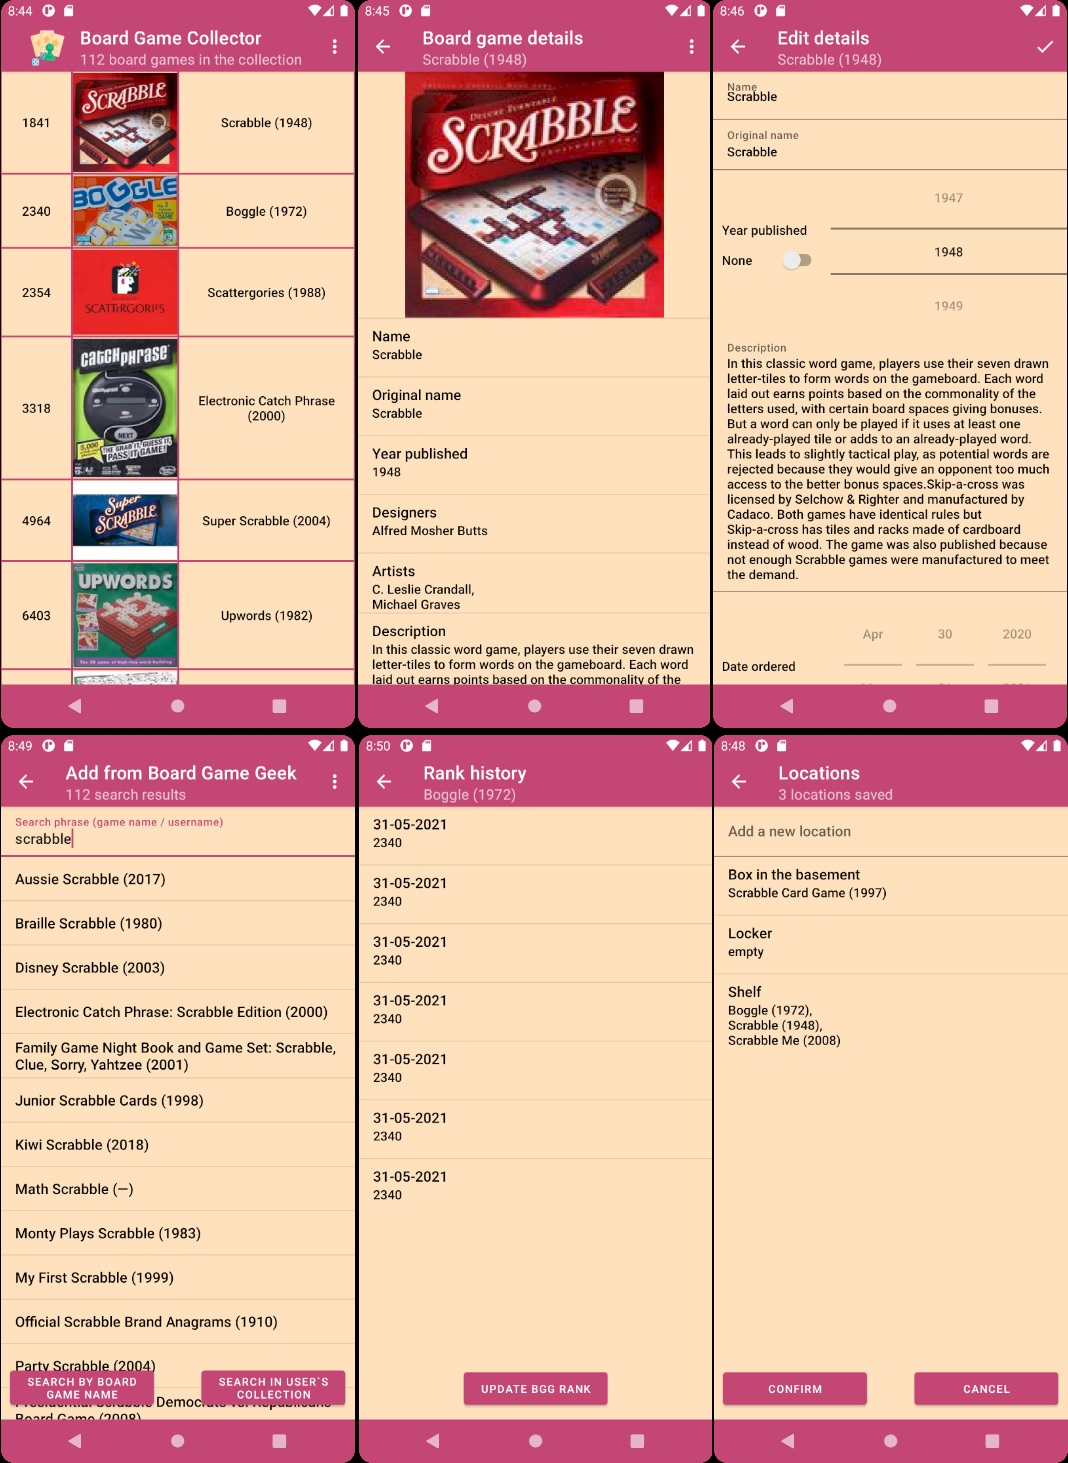 8:44
Board Game Collector
112 board games in the collection
1841
SCRABBLE
Scrabble (1948)
2340
BOGGLE
Boggle (1972)
2354
SCATTERGORIES
Scattergories (1988)
3318
catch phrase
NEXT
THE GRAB IT, GUESS IT,
PASS IT GAME!
Electronic Catch Phrase
(2000)
4964
Super
SCRABBLE
Super Scrabble (2004)
6403
UPWORDS
Upwords (1982)
8:45
Board game details
Scrabble (1948)
DELUXE TURNTABLE
SCRABBLE
CROSSWORD GAME
Name
Scrabble
Original name
Scrabble
Year published
1948
Designers
Alfred Mosher Butts
Artists
C. Leslie Crandall,
Michael Graves
Description
In this classic word game, players use their seven drawn
letter-tiles to form words on the gameboard. Each word
laid out earns points based on the commonality of the
8:46
Edit details
Scrabble (1948)
Name
Scrabble
Original name
Scrabble
1947
Year published
1948
None
1949
Description
In this classic word game, players use their seven drawn
letter-tiles to form words on the gameboard. Each word
laid out earns points based on the commonality of the
letters used, with certain board spaces giving bonuses.
But a word can only be played if it uses at least one
already-played tile or adds to an already-played word.
This leads to slightly tactical play, as potential words are
rejected because they would give an opponent too much
access to the better bonus spaces.Skip-a-cross was
licensed by Selchow & Righter and manufactured by
Cadaco. Both games have identical rules but
Skip-a-cross has tiles and racks made of cardboard
instead of wood. The game was also published because
not enough Scrabble games were manufactured to meet
the demand.
Apr 30 2020
Date ordered
8:49
Add from Board Game Geek
112 search results
Search phrase (game name / username)
scrabble
Aussie Scrabble (2017)
Braille Scrabble (1980)
Disney Scrabble (2003)
Electronic Catch Phrase: Scrabble Edition (2000)
Family Game Night Book and Game Set: Scrabble,
Clue, Sorry, Yahtzee (2001)
Junior Scrabble Cards (1998)
Kiwi Scrabble (2018)
Math Scrabble (—)
Monty Plays Scrabble (1983)
My First Scrabble (1999)
Official Scrabble Brand Anagrams (1910)
Party Scrabble (2004)
SEARCH BY BOARD
GAME NAME
SEARCH IN USER`S
COLLECTION
Presidential Scrabble Democrats vs. Republicans
Board Game (2008)
8:50
Rank history
Boggle (1972)
31-05-2021
2340
31-05-2021
2340
31-05-2021
2340
31-05-2021
2340
31-05-2021
2340
31-05-2021
2340
31-05-2021
2340
UPDATE BGG RANK
8:48
Locations
3 locations saved
Add a new location
Box in the basement
Scrabble Card Game (1997)
Locker
empty
Shelf
Boggle (1972),
Scrabble (1948),
Scrabble Me (2008)
CONFIRM
CANCEL